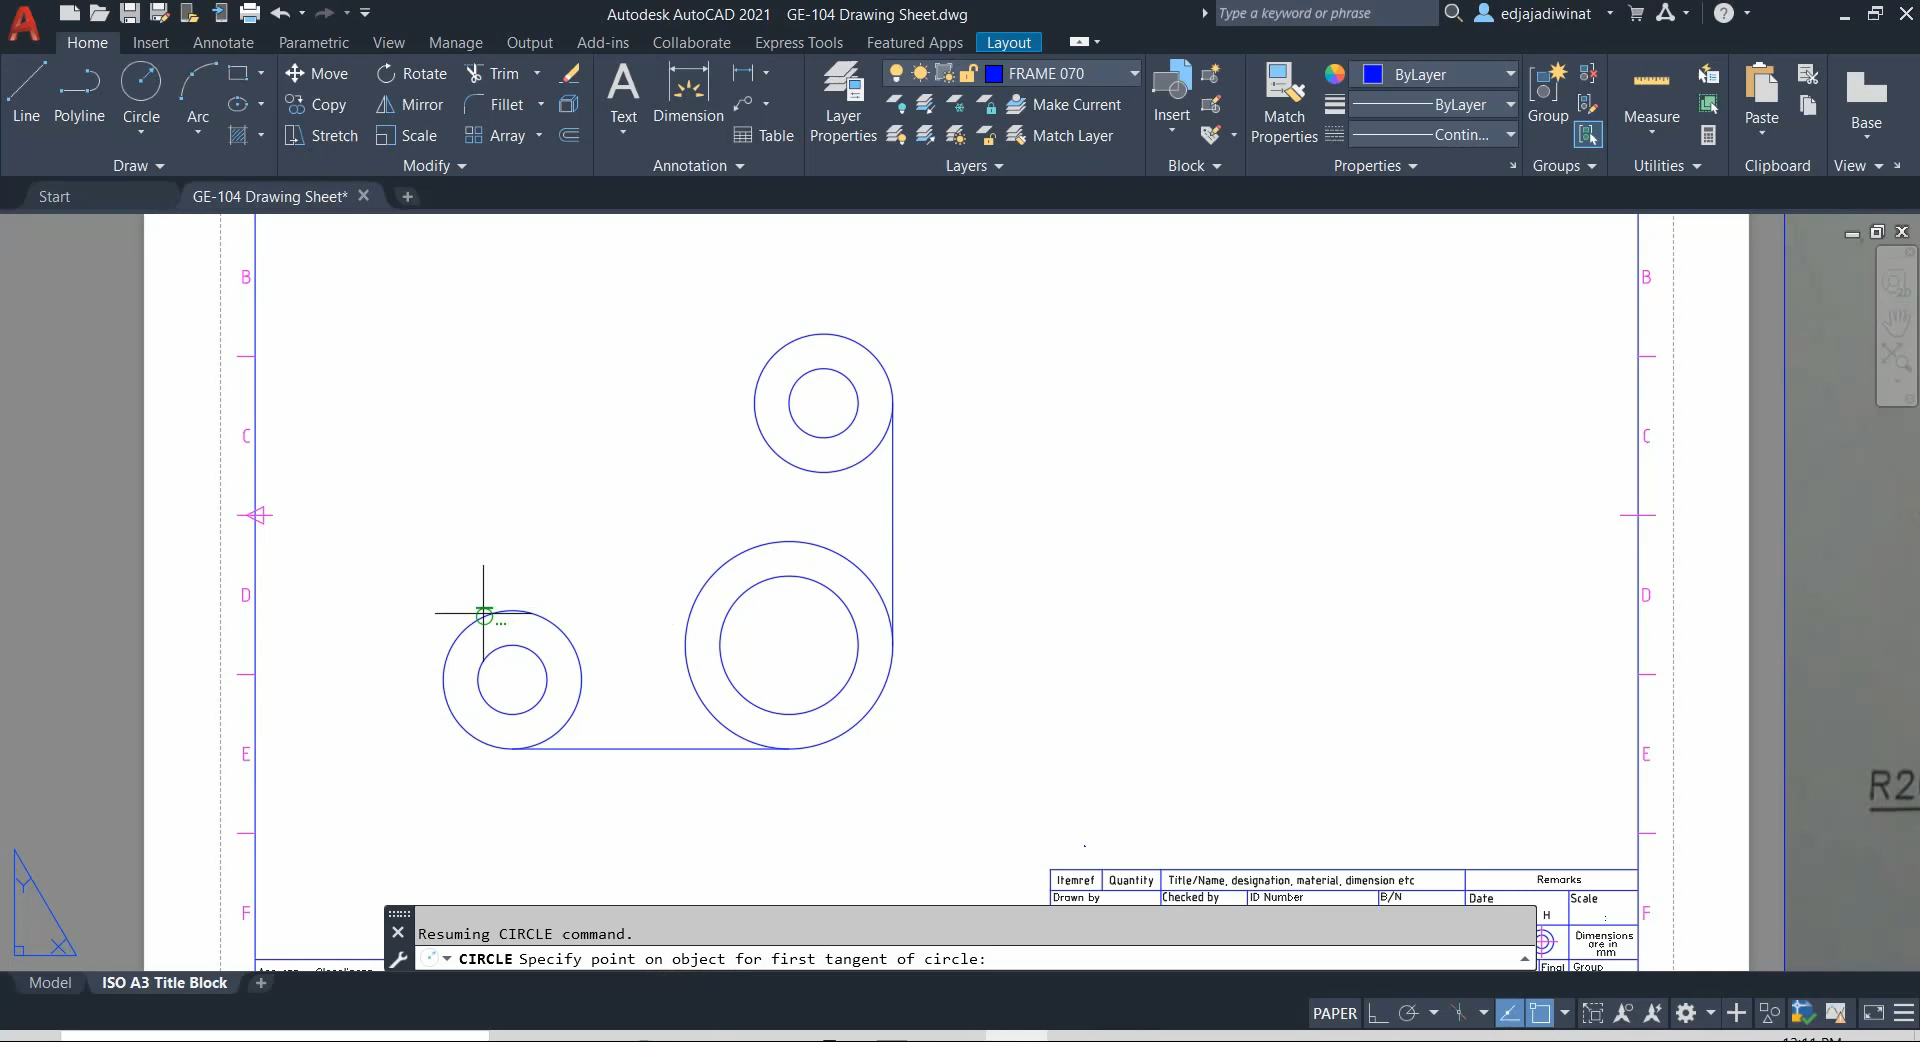 Autodesk AutoCAD 2021 GE-104 Drawing Sheet.dwg
Type a keyword or phrase
edjajadiwinat
Home Insert Annotate Parametric View Manage Output Add-ins Collaborate Express Tools Featured Apps Layout
Line Polyline Circle Arc
Move Rotate Trim
Copy Mirror Fillet
Stretch Scale Array
Text Dimension Table
Layer Properties
FRAME 070
Make Current
Match Layer
Insert
Match Properties
ByLayer
ByLayer
Contin...
Group
Measure
Paste
Base
Draw Modify Annotation Layers Block Properties Groups Utilities Clipboard View
Start GE-104 Drawing Sheet*
B B
C C
D D
E E
F F
R2
Y
X
Itemref Quantity Title/Name, designation, material, dimension etc Remarks
Drawn by Checked by ID Number B/N Date Scale
H :
Dimensions
are in
mm
Final Group
Resuming CIRCLE command.
CIRCLE Specify point on object for first tangent of circle:
Model ISO A3 Title Block
PAPER